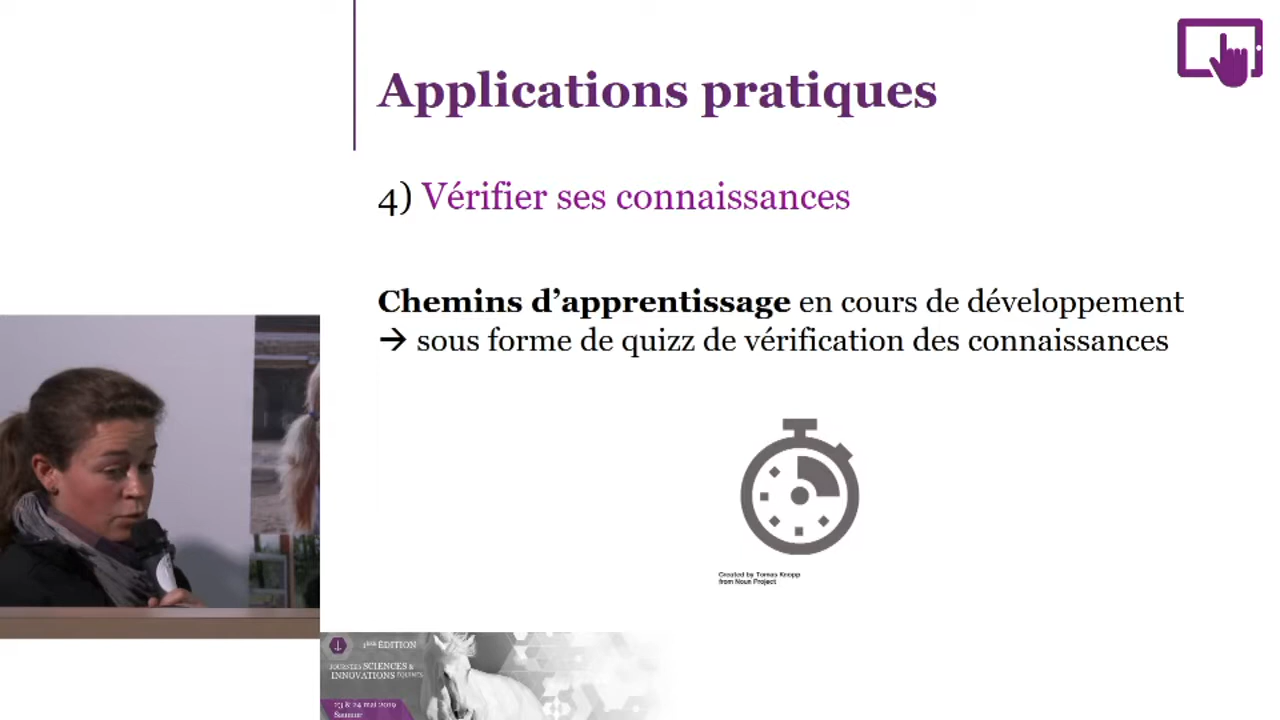 Applications pratiques
4) Vérifier ses connaissances
Chemins d’apprentissage en cours de développement
→ sous forme de quizz de vérification des connaissances
Created by Tomas Knopp
from Noun Project
1ère ÉDITION
JOURNÉES SCIENCES &
INNOVATIONS ÉQUINES
23 & 24 mai 2019
Saumur